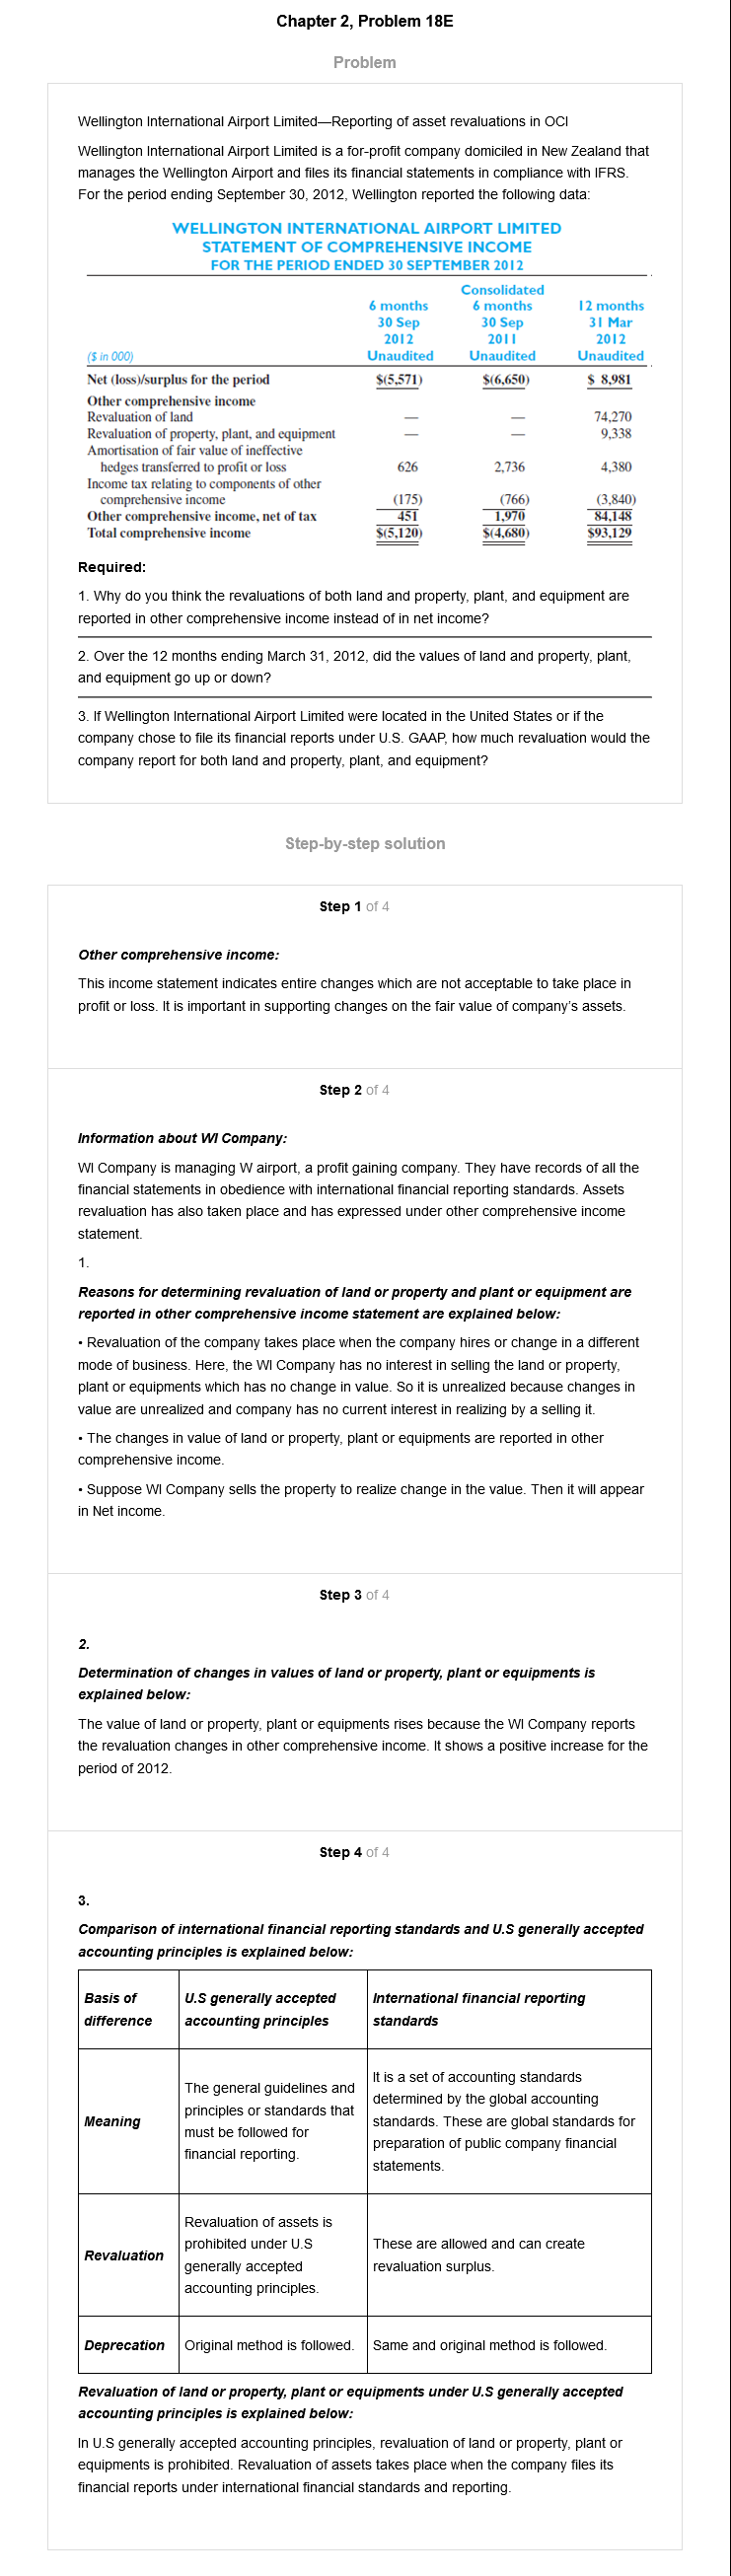 Chapter 2, Problem 18E
Problem
Wellington International Airport Limited—Reporting of asset revaluations in OCI
Wellington International Airport Limited is a for-profit company domiciled in New Zealand that
manages the Wellington Airport and files its financial statements in compliance with IFRS.
For the period ending September 30, 2012, Wellington reported the following data:
WELLINGTON INTERNATIONAL AIRPORT LIMITED
STATEMENT OF COMPREHENSIVE INCOME
FOR THE PERIOD ENDED 30 SEPTEMBER 2012
Consolidated
6 months 6 months 12 months
30 Sep 30 Sep 31 Mar
2012 2011 2012
($ in 000) Unaudited Unaudited Unaudited
Net (loss)/surplus for the period $(5,571) $(6,650) $ 8,981
Other comprehensive income
Revaluation of land — — 74,270
Revaluation of property, plant, and equipment — — 9,338
Amortisation of fair value of ineffective
hedges transferred to profit or loss 626 2,736 4,380
Income tax relating to components of other
comprehensive income (175) (766) (3,840)
Other comprehensive income, net of tax 451 1,970 84,148
Total comprehensive income $(5,120) $(4,680) $93,129
Required:
1. Why do you think the revaluations of both land and property, plant, and equipment are
reported in other comprehensive income instead of in net income?
2. Over the 12 months ending March 31, 2012, did the values of land and property, plant,
and equipment go up or down?
3. If Wellington International Airport Limited were located in the United States or if the
company chose to file its financial reports under U.S. GAAP, how much revaluation would the
company report for both land and property, plant, and equipment?
Step-by-step solution
Step 1 of 4
Other comprehensive income:
This income statement indicates entire changes which are not acceptable to take place in
profit or loss. It is important in supporting changes on the fair value of company's assets.
Step 2 of 4
Information about WI Company:
WI Company is managing W airport, a profit gaining company. They have records of all the
financial statements in obedience with international financial reporting standards. Assets
revaluation has also taken place and has expressed under other comprehensive income
statement.
1.
Reasons for determining revaluation of land or property and plant or equipment are
reported in other comprehensive income statement are explained below:
• Revaluation of the company takes place when the company hires or change in a different
mode of business. Here, the WI Company has no interest in selling the land or property,
plant or equipments which has no change in value. So it is unrealized because changes in
value are unrealized and company has no current interest in realizing by a selling it.
• The changes in value of land or property, plant or equipments are reported in other
comprehensive income.
• Suppose WI Company sells the property to realize change in the value. Then it will appear
in Net income.
Step 3 of 4
2.
Determination of changes in values of land or property, plant or equipments is
explained below:
The value of land or property, plant or equipments rises because the WI Company reports
the revaluation changes in other comprehensive income. It shows a positive increase for the
period of 2012.
Step 4 of 4
3.
Comparison of international financial reporting standards and U.S generally accepted
accounting principles is explained below:
Basis of
difference
U.S generally accepted
accounting principles
International financial reporting
standards
Meaning
The general guidelines and
principles or standards that
must be followed for
financial reporting.
It is a set of accounting standards
determined by the global accounting
standards. These are global standards for
preparation of public company financial
statements.
Revaluation
Revaluation of assets is
prohibited under U.S
generally accepted
accounting principles.
These are allowed and can create
revaluation surplus.
Deprecation
Original method is followed.
Same and original method is followed.
Revaluation of land or property, plant or equipments under U.S generally accepted
accounting principles is explained below:
In U.S generally accepted accounting principles, revaluation of land or property, plant or
equipments is prohibited. Revaluation of assets takes place when the company files its
financial reports under international financial standards and reporting.